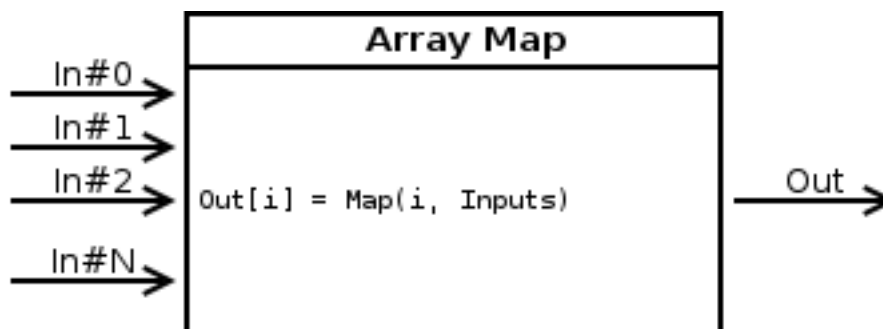 Array Map
In#0
In#1
In#2
Out[i] = Map(i, Inputs)
Out
In#N